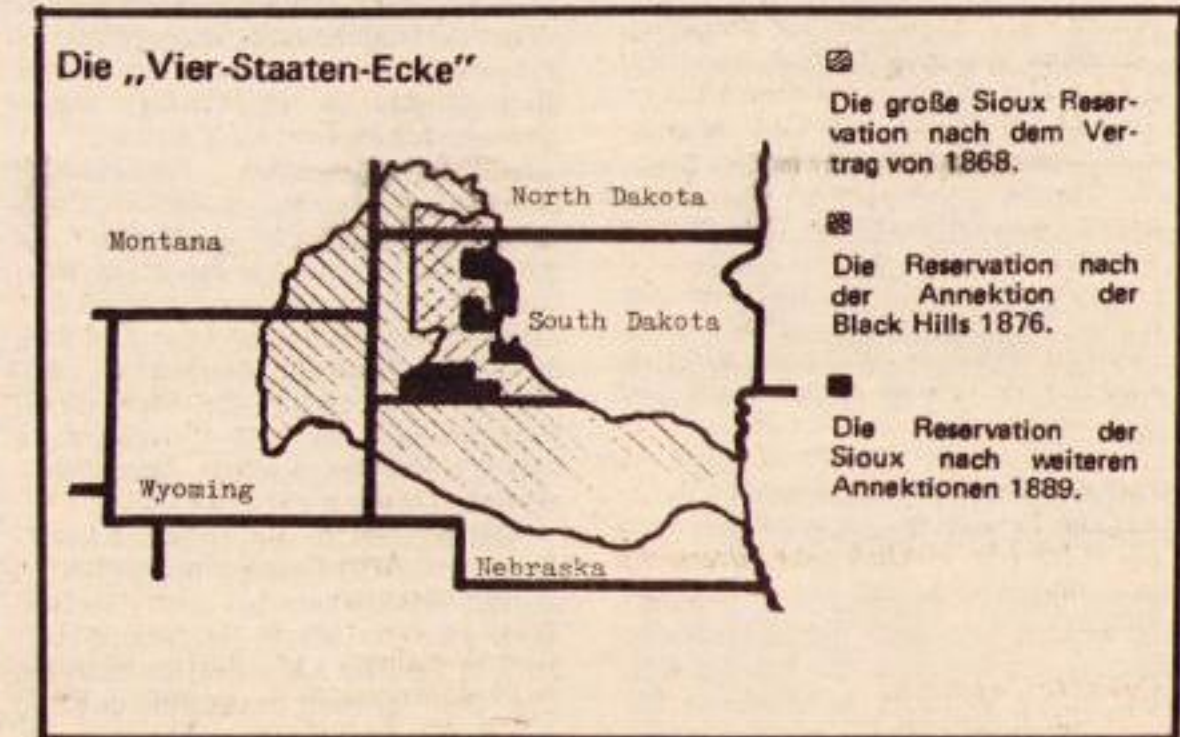 Die „Vier-Staaten-Ecke"
Die große Sioux Reser-
vation nach dem Ver-
trag von 1868.
Die Reservation nach
der Annektion der
Black Hills 1876.
Die Reservation der
Sioux nach weiteren
Annektionen 1889.
North Dakota
Montana
South Dakota
Wyoming
Nebraska